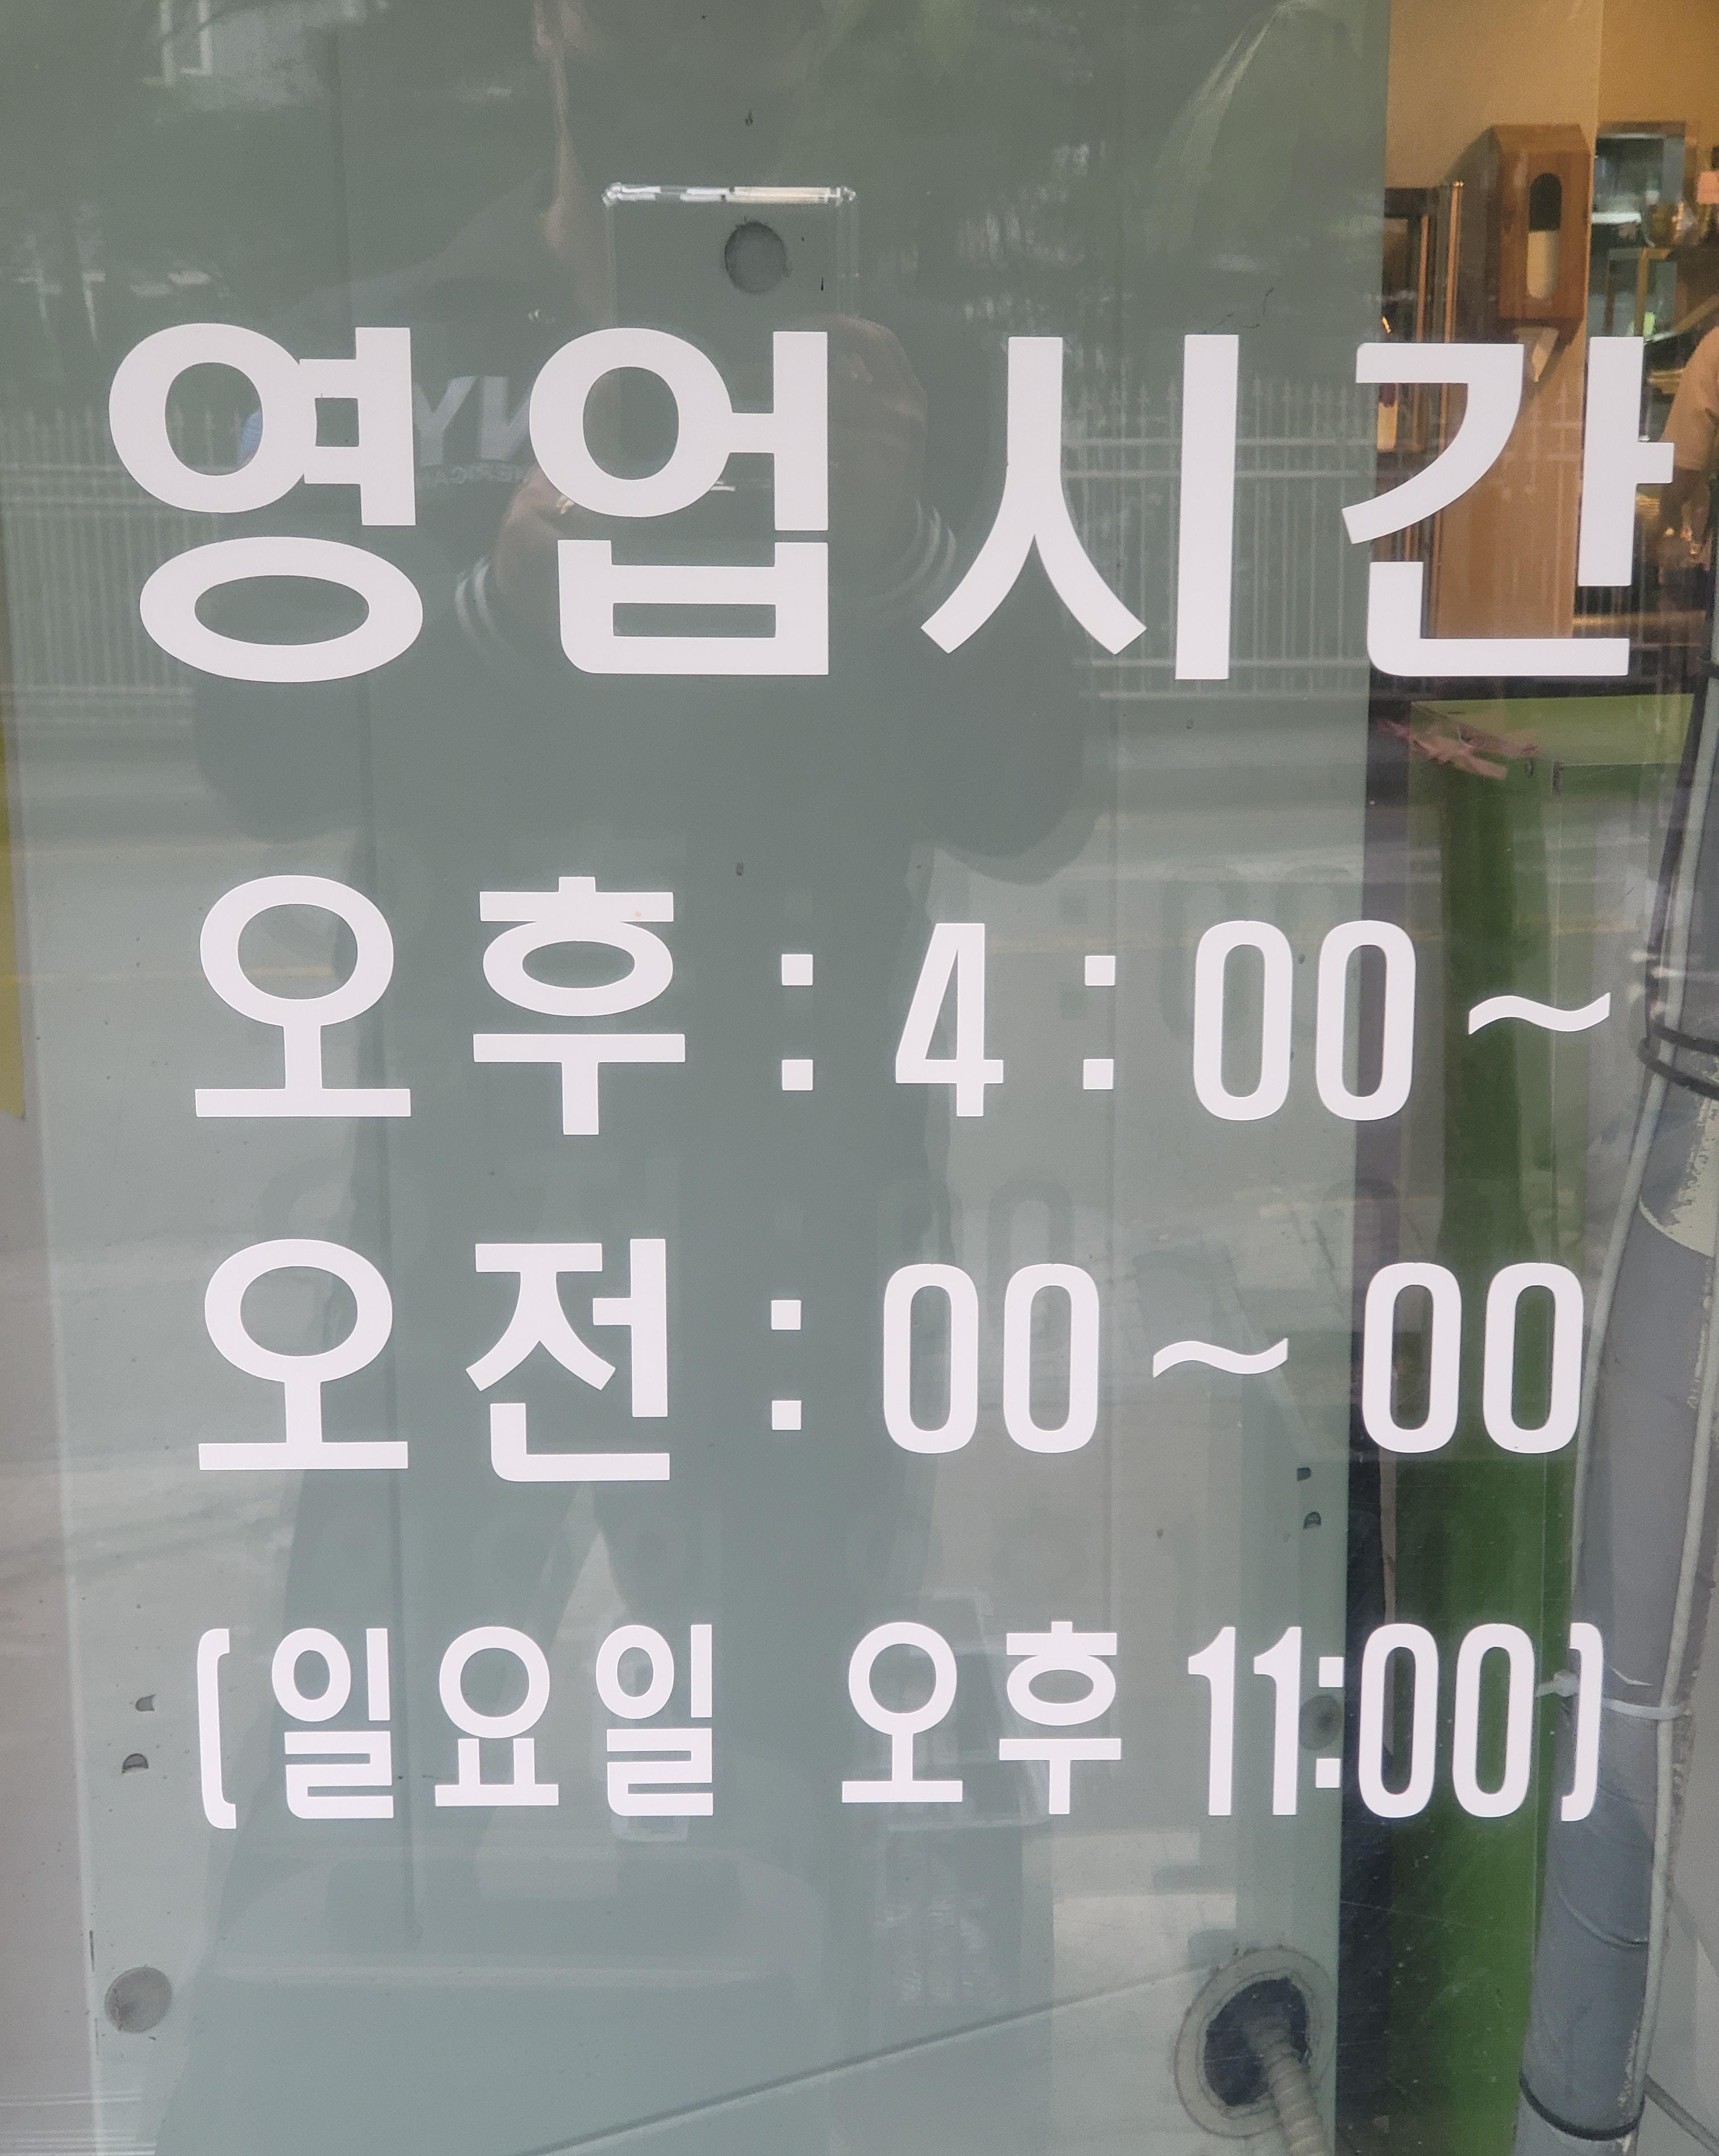 영업시간
오후 : 4 : 00 ~
오전 : 00 ~ 00
(일요일 오후 11:00)